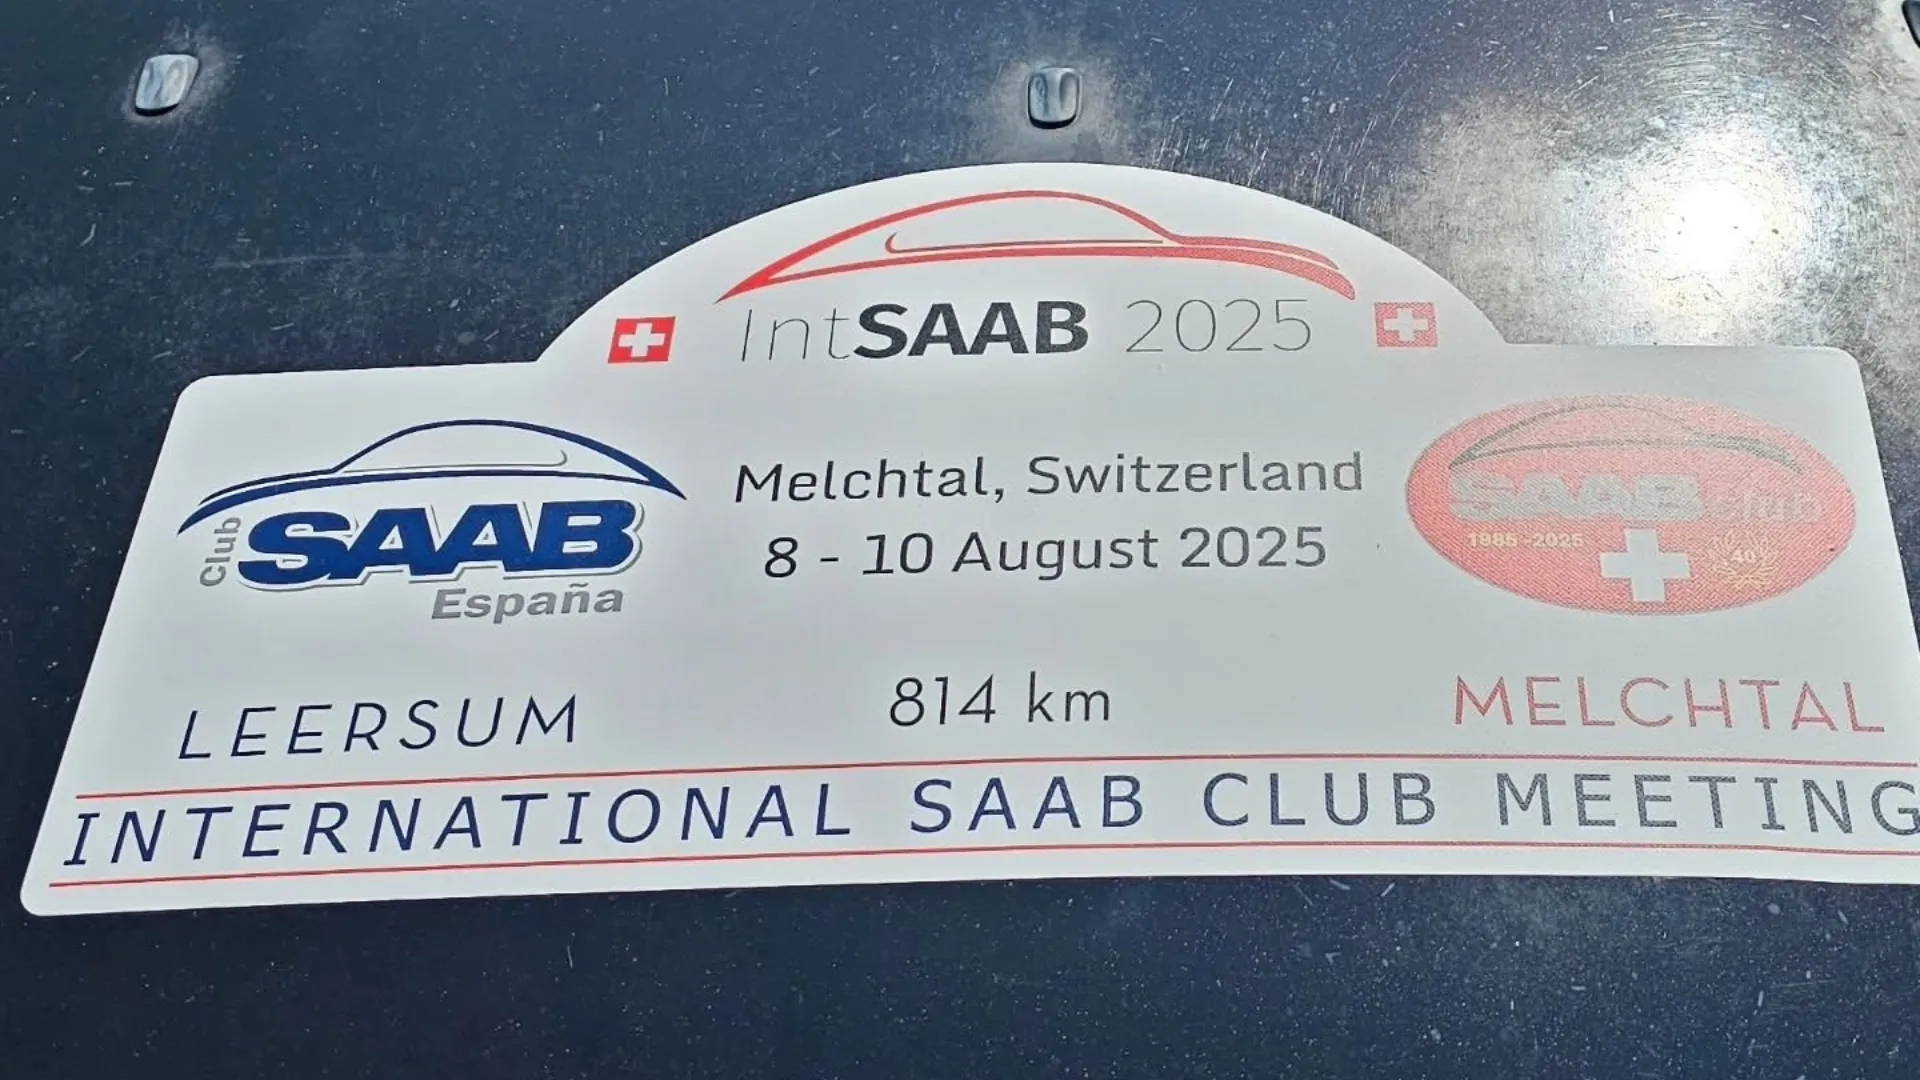 IntSAAB 2025
Club
SAAB
España
Melchtal, Switzerland
8 - 10 August 2025
SAAB club
1985 - 2025
40
LEERSUM
814 km
MELCHTAL
INTERNATIONAL SAAB CLUB MEETING